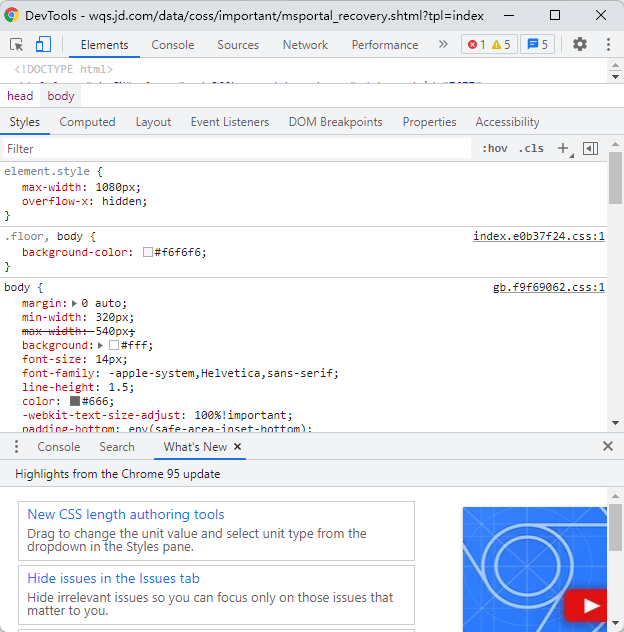 DevTools - wqs.jd.com/data/coss/important/msportal_recovery.shtml?tpl=index
Elements Console Sources Network Performance » 1 5 5
<!DOCTYPE html>
head body
Styles Computed Layout Event Listeners DOM Breakpoints Properties Accessibility
Filter :hov .cls +
element.style {
max-width: 1080px;
overflow-x: hidden;
}
.floor, body { index.e0b37f24.css:1
background-color: #f6f6f6;
}
body { gb.f9f69062.css:1
margin: 0 auto;
min-width: 320px;
max-width: 540px;
background: #fff;
font-size: 14px;
font-family: -apple-system,Helvetica,sans-serif;
line-height: 1.5;
color: #666;
-webkit-text-size-adjust: 100%!important;
padding-bottom: env(safe-area-inset-bottom);
Console Search What's New
Highlights from the Chrome 95 update
New CSS length authoring tools
Drag to change the unit value and select unit type from the
dropdown in the Styles pane.
Hide issues in the Issues tab
Hide irrelevant issues so you can focus only on those issues that
matter to you.